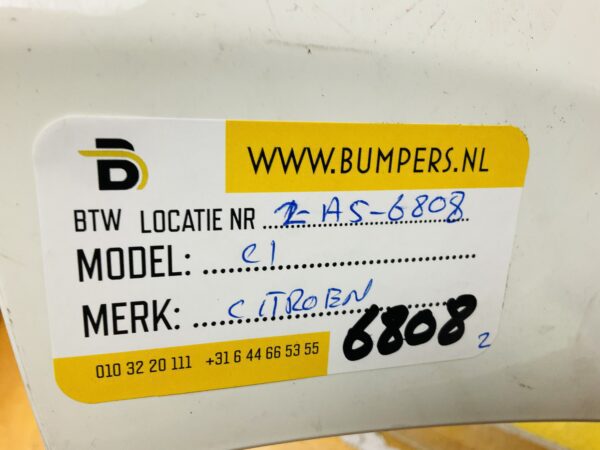 B
WWW.BUMPERS.NL
BTW LOCATIE NR 2-A5-6808
MODEL: C1
MERK: CITROEN
6808
2
010 32 20 111 +31 6 44 66 53 55